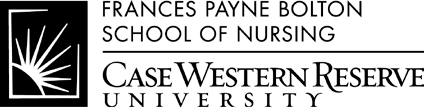 FRANCES PAYNE BOLTON
SCHOOL OF NURSING
CASE WESTERN RESERVE
UNIVERSITY